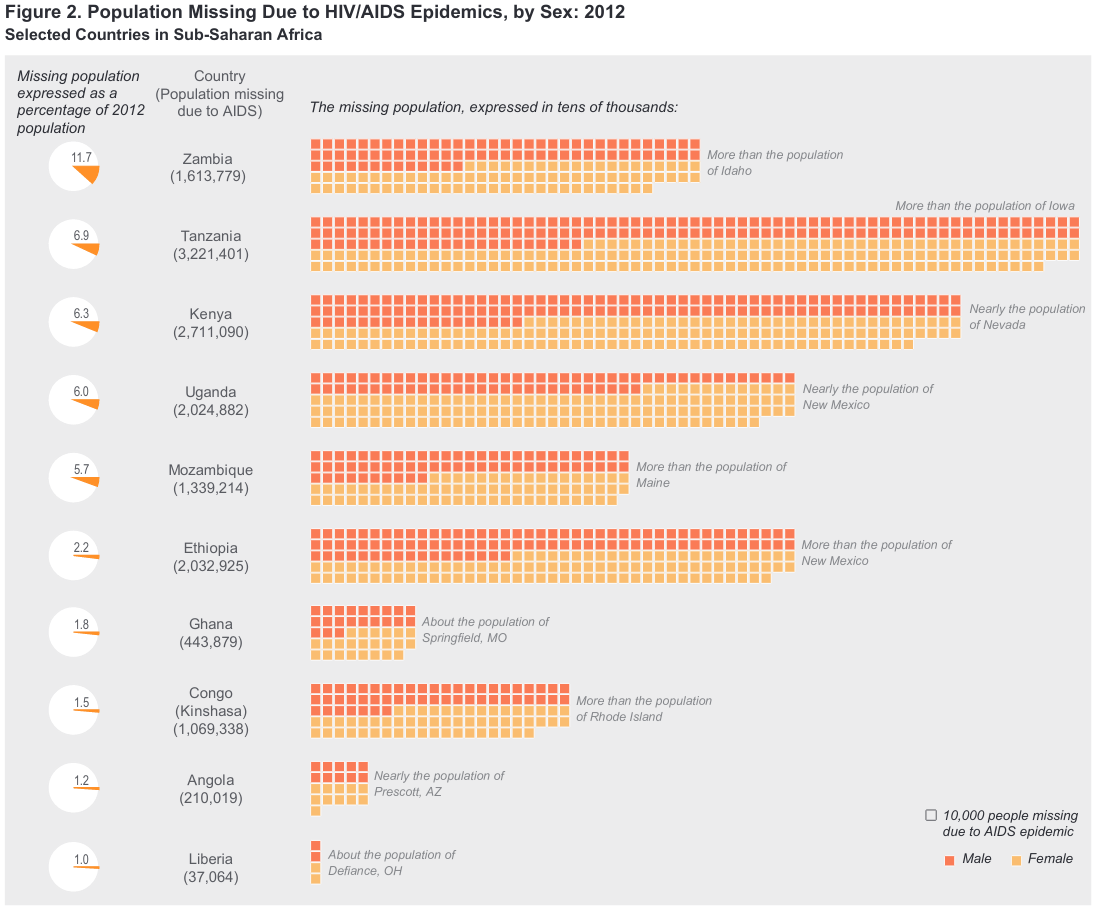 Figure 2. Population Missing Due to HIV/AIDS Epidemics, by Sex: 2012
Selected Countries in Sub-Saharan Africa
Missing population
expressed as a
percentage of 2012
population
Country
(Population missing
due to AIDS)
The missing population, expressed in tens of thousands:
11.7
Zambia
(1,613,779)
More than the population
of Idaho
6.9
Tanzania
(3,221,401)
More than the population of Iowa
6.3
Kenya
(2,711,090)
Nearly the population
of Nevada
6.0
Uganda
(2,024,882)
Nearly the population of
New Mexico
5.7
Mozambique
(1,339,214)
More than the population of
Maine
2.2
Ethiopia
(2,032,925)
More than the population of
New Mexico
1.8
Ghana
(443,879)
About the population of
Springfield, MO
1.5
Congo
(Kinshasa)
(1,069,338)
More than the population
of Rhode Island
1.2
Angola
(210,019)
Nearly the population of
Prescott, AZ
1.0
Liberia
(37,064)
About the population of
Defiance, OH
10,000 people missing
due to AIDS epidemic
Male Female